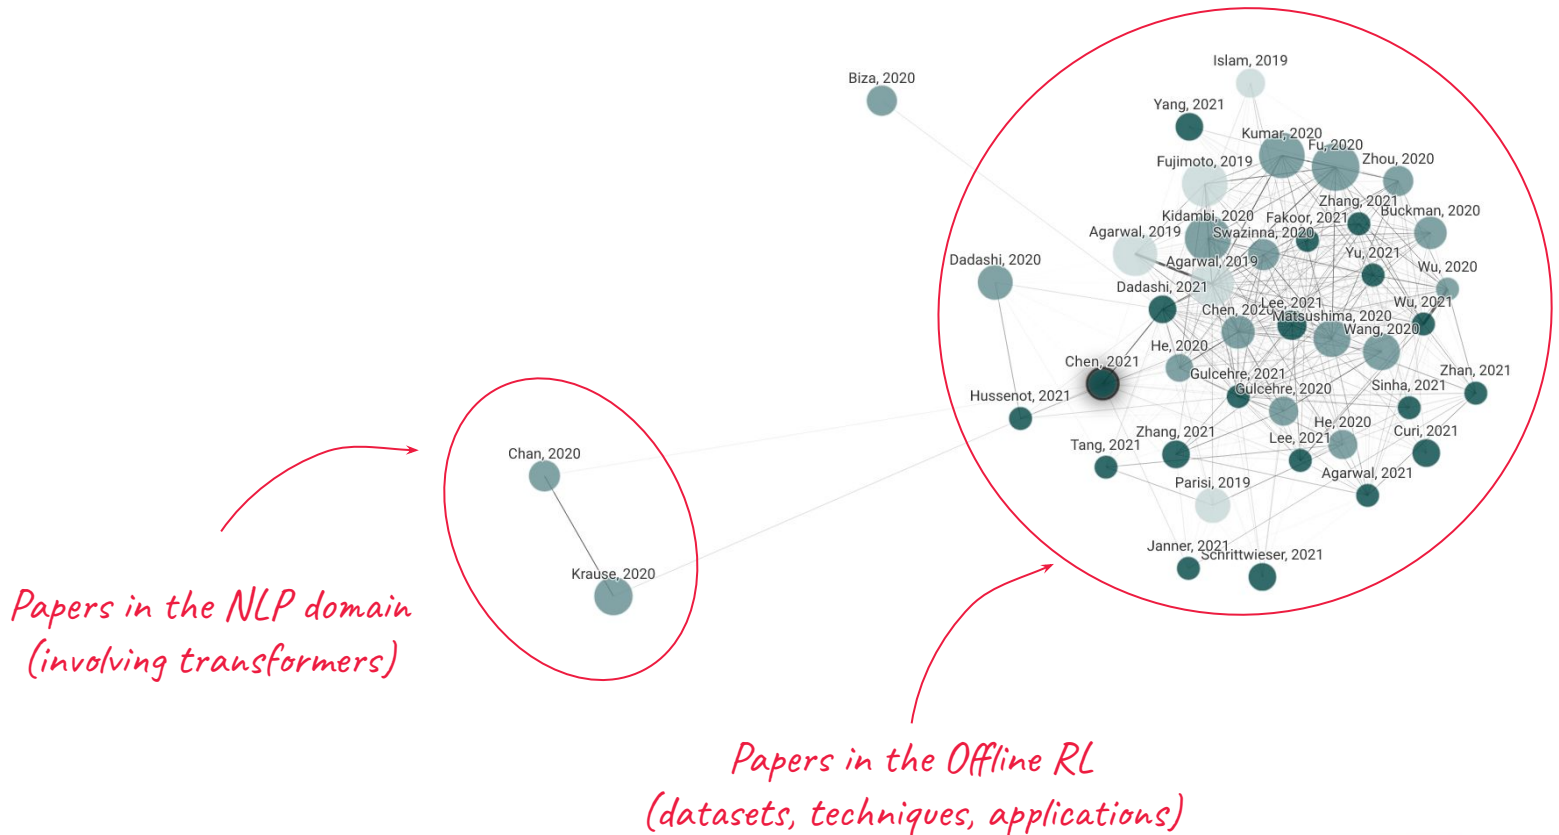 Islam, 2019
Biza, 2020
Yang, 2021
Kumar, 2020
Fu, 2020
Zhou, 2020
Fujimoto, 2019
Zhang, 2021
Buckman, 2020
Kidambi, 2020
Fakoor, 2021
Agarwal, 2019
Swazinna, 2020
Yu, 2021
Dadashi, 2020
Agarwal, 2019
Wu, 2020
Dadashi, 2021
Chen, 2020
Lee, 2021
Wu, 2021
Matsushima, 2020
Wang, 2020
He, 2020
Chen, 2021
Zhan, 2021
Gulcehre, 2021
Gulcehre, 2020
Sinha, 2021
Hussenot, 2021
He, 2020
Curi, 2021
Zhang, 2021
Lee, 2021
Tang, 2021
Chan, 2020
Agarwal, 2021
Parisi, 2019
Janner, 2021
Schrittwieser, 2021
Krause, 2020
Papers in the NLP domain
(involving transformers)
Papers in the Offline RL
(datasets, techniques, applications)